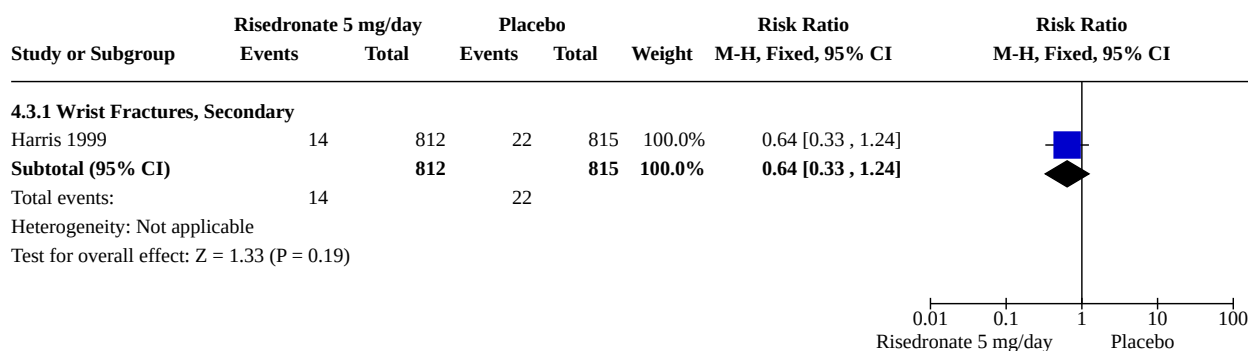 Risedronate 5 mg/day Placebo Risk Ratio Risk Ratio
Study or Subgroup Events Total Events Total Weight M-H, Fixed, 95% CI M-H, Fixed, 95% CI
4.3.1 Wrist Fractures, Secondary
Harris 1999 14 812 22 815 100.0% 0.64 [0.33 , 1.24]
Subtotal (95% CI) 812 815 100.0% 0.64 [0.33 , 1.24]
Total events: 14 22
Heterogeneity: Not applicable
Test for overall effect: Z = 1.33 (P = 0.19)
0.01 0.1 1 10 100
Risedronate 5 mg/day Placebo